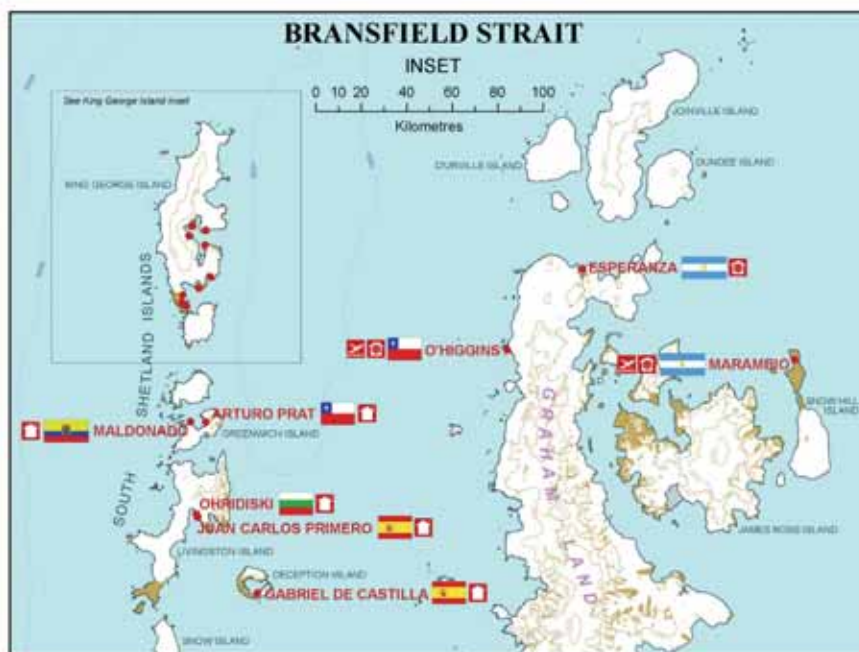 BRANSFIELD STRAIT
INSET
See King George Island inset
0 10 20 40 60 80 100
Kilometres
JOINVILLE ISLAND
D'URVILLE ISLAND
DUNDEE ISLAND
KING GEORGE ISLAND
ESPERANZA
SOUTH SHETLAND ISLANDS
O'HIGGINS
MARAMBIO
GRAHAM LAND
SNOW HILL
ISLAND
ARTURO PRAT
MALDONADO
GREENWICH ISLAND
OHRIDISKI
JUAN CARLOS PRIMERO
JAMES ROSS ISLAND
LIVINGSTON ISLAND
DECEPTION ISLAND
GABRIEL DE CASTILLA
SNOW ISLAND